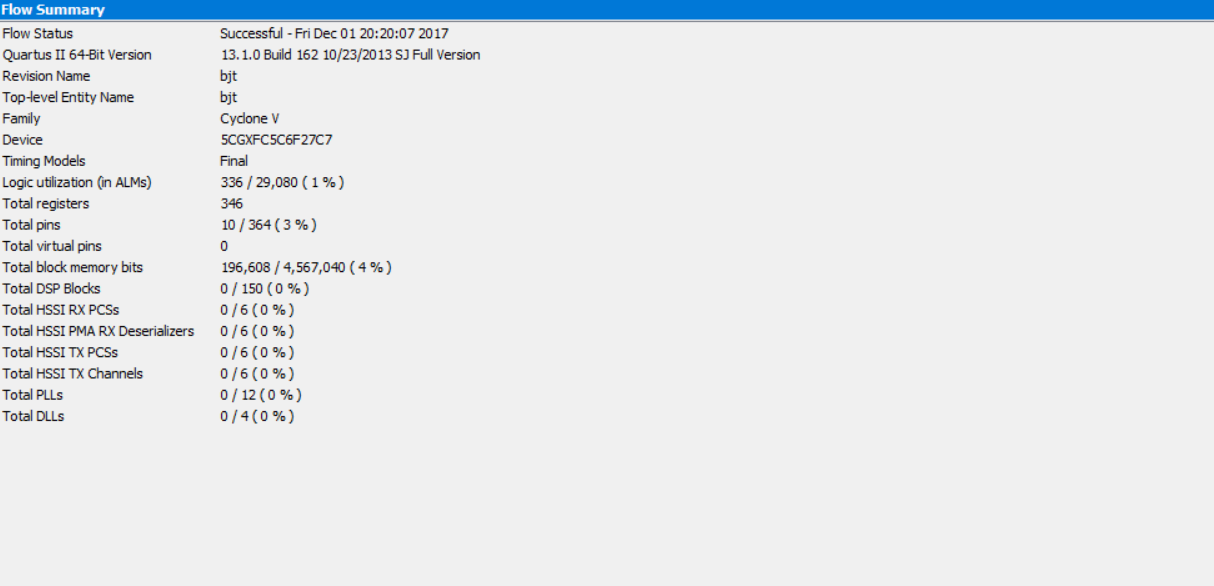 Flow Summary
Flow Status Successful - Fri Dec 01 20:20:07 2017
Quartus II 64-Bit Version 13.1.0 Build 162 10/23/2013 SJ Full Version
Revision Name bjt
Top-level Entity Name bjt
Family Cyclone V
Device 5CGXFC5C6F27C7
Timing Models Final
Logic utilization (in ALMs) 336 / 29,080 ( 1 % )
Total registers 346
Total pins 10 / 364 ( 3 % )
Total virtual pins 0
Total block memory bits 196,608 / 4,567,040 ( 4 % )
Total DSP Blocks 0 / 150 ( 0 % )
Total HSSI RX PCSs 0 / 6 ( 0 % )
Total HSSI PMA RX Deserializers 0 / 6 ( 0 % )
Total HSSI TX PCSs 0 / 6 ( 0 % )
Total HSSI TX Channels 0 / 6 ( 0 % )
Total PLLs 0 / 12 ( 0 % )
Total DLLs 0 / 4 ( 0 % )